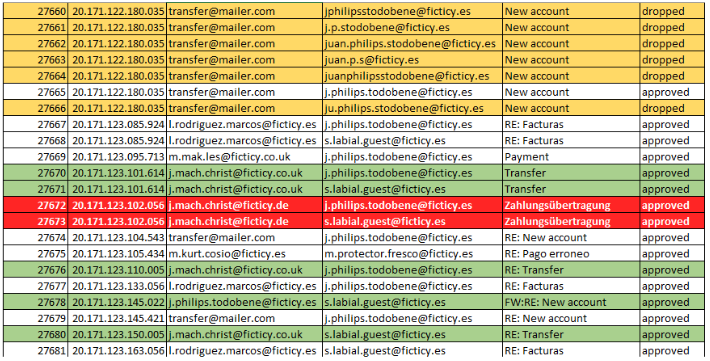 27660 20.171.122.180.035 transfer@mailer.com jphilipsstodobene@ficticy.es New account dropped
27661 20.171.122.180.035 transfer@mailer.com j.p.stodobene@ficticy.es New account dropped
27662 20.171.122.180.035 transfer@mailer.com juan.philips.stodobene@ficticy.es New account dropped
27663 20.171.122.180.035 transfer@mailer.com juan.p.s@ficticy.es New account dropped
27664 20.171.122.180.035 transfer@mailer.com juanphilipsstodobene@ficticy.es New account dropped
27665 20.171.122.180.035 transfer@mailer.com j.philips.todobene@ficticy.es New account approved
27666 20.171.122.180.035 transfer@mailer.com ju.philips.stodobene@ficticy.es New account dropped
27667 20.171.123.085.924 l.rodriguez.marcos@ficticy.es j.philips.todobene@ficticy.es RE: Facturas approved
27668 20.171.123.085.924 l.rodriguez.marcos@ficticy.es s.labial.guest@ficticy.es RE: Facturas approved
27669 20.171.123.095.713 m.mak.les@ficticy.co.uk j.philips.todobene@ficticy.es Payment approved
27670 20.171.123.101.614 j.mach.christ@ficticy.co.uk j.philips.todobene@ficticy.es Transfer approved
27671 20.171.123.101.614 j.mach.christ@ficticy.co.uk s.labial.guest@ficticy.es Transfer approved
27672 20.171.123.102.056 j.mach.christ@ficticy.de j.philips.todobene@ficticy.es Zahlungsübertragung approved
27673 20.171.123.102.056 j.mach.christ@ficticy.de s.labial.guest@ficticy.es Zahlungsübertragung approved
27674 20.171.123.104.543 transfer@mailer.com j.philips.todobene@ficticy.es RE: New account approved
27675 20.171.123.105.434 m.kurt.cosio@ficticy.es m.protector.fresco@ficticy.es RE: Pago erroneo approved
27676 20.171.123.110.005 j.mach.christ@ficticy.co.uk j.philips.todobene@ficticy.es RE: Transfer approved
27677 20.171.123.133.056 l.rodriguez.marcos@ficticy.es j.philips.todobene@ficticy.es RE: Facturas approved
27678 20.171.123.145.022 j.philips.todobene@ficticy.es s.labial.guest@ficticy.es FW:RE: New account approved
27679 20.171.123.145.421 transfer@mailer.com j.philips.todobene@ficticy.es RE: New account approved
27680 20.171.123.150.005 j.mach.christ@ficticy.co.uk s.labial.guest@ficticy.es RE: Transfer approved
27681 20.171.123.163.056 l.rodriguez.marcos@ficticy.es s.labial.guest@ficticy.es RE: Facturas approved